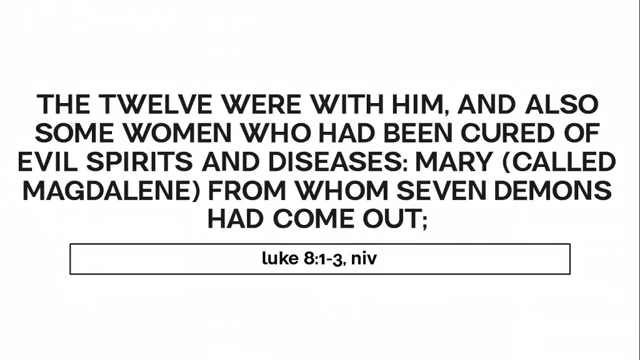 THE TWELVE WERE WITH HIM, AND ALSO
SOME WOMEN WHO HAD BEEN CURED OF
EVIL SPIRITS AND DISEASES: MARY (CALLED
MAGDALENE) FROM WHOM SEVEN DEMONS
HAD COME OUT;
luke 8:1-3, niv